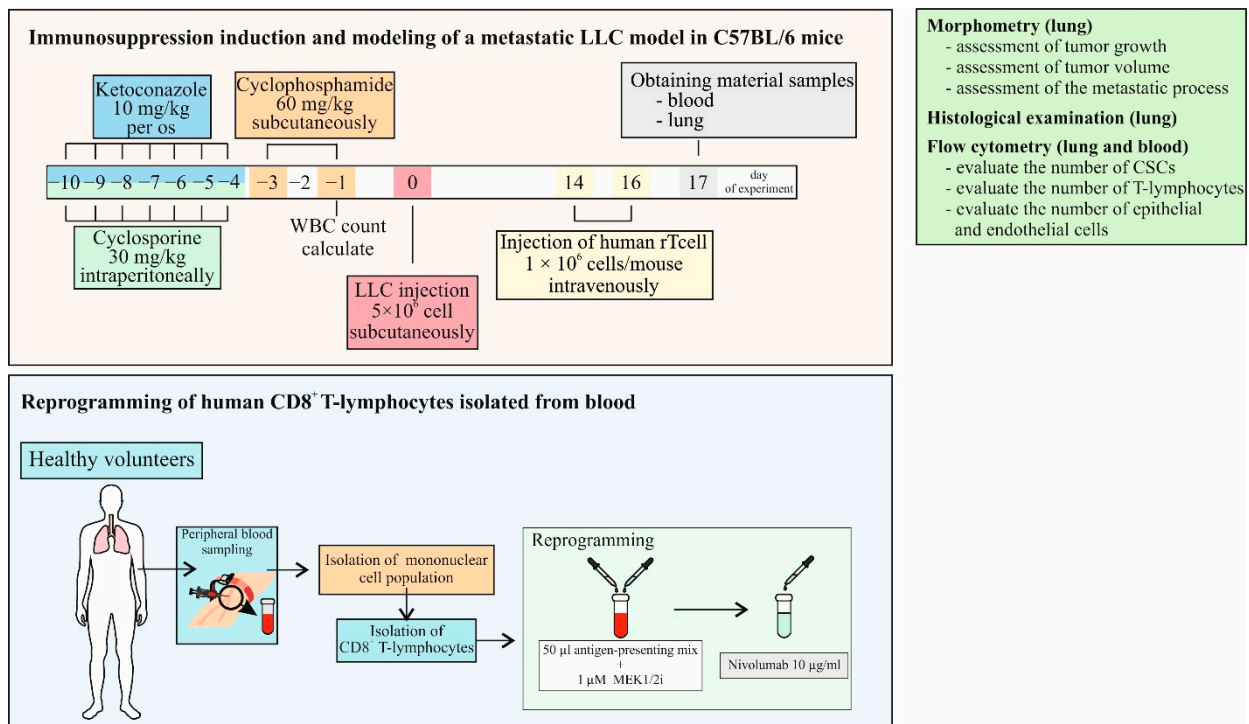 Immunosuppression induction and modeling of a metastatic LLC model in C57BL/6 mice
Ketoconazole
10 mg/kg
per os
Cyclophosphamide
60 mg/kg
subcutaneously
Obtaining material samples
- blood
- lung
−10 −9 −8 −7 −6 −5 −4 −3 −2 −1 0 14 16 17 day
of experiment
Cyclosporine
30 mg/kg
intraperitoneally
WBC count
calculate
LLC injection
5×10⁶ cell
subcutaneously
Injection of human rTcell
1 × 10⁶ cells/mouse
intravenously
Morphometry (lung)
- assessment of tumor growth
- assessment of tumor volume
- assessment of the metastatic process
Histological examination (lung)
Flow cytometry (lung and blood)
- evaluate the number of CSCs
- evaluate the number of T-lymphocytes
- evaluate the number of epithelial
and endothelial cells
Reprogramming of human CD8⁺ T-lymphocytes isolated from blood
Healthy volunteers
Peripheral blood
sampling
Isolation of mononuclear
cell population
Isolation of
CD8⁺ T-lymphocytes
Reprogramming
50 µl antigen-presenting mix
+
1 µM MEK1/2i
Nivolumab 10 µg/ml